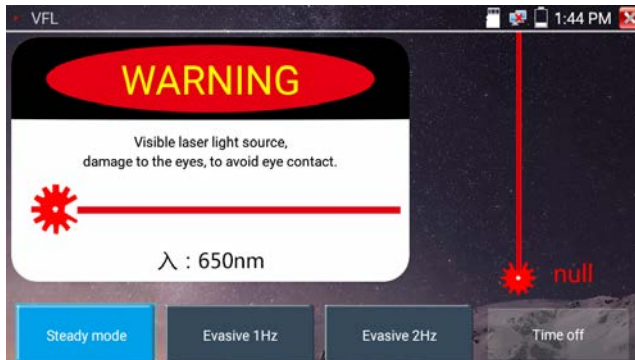 VFL
1:44 PM
WARNING
Visible laser light source,
damage to the eyes, to avoid eye contact.
入 : 650nm
null
Steady mode
Evasive 1Hz
Evasive 2Hz
Time off